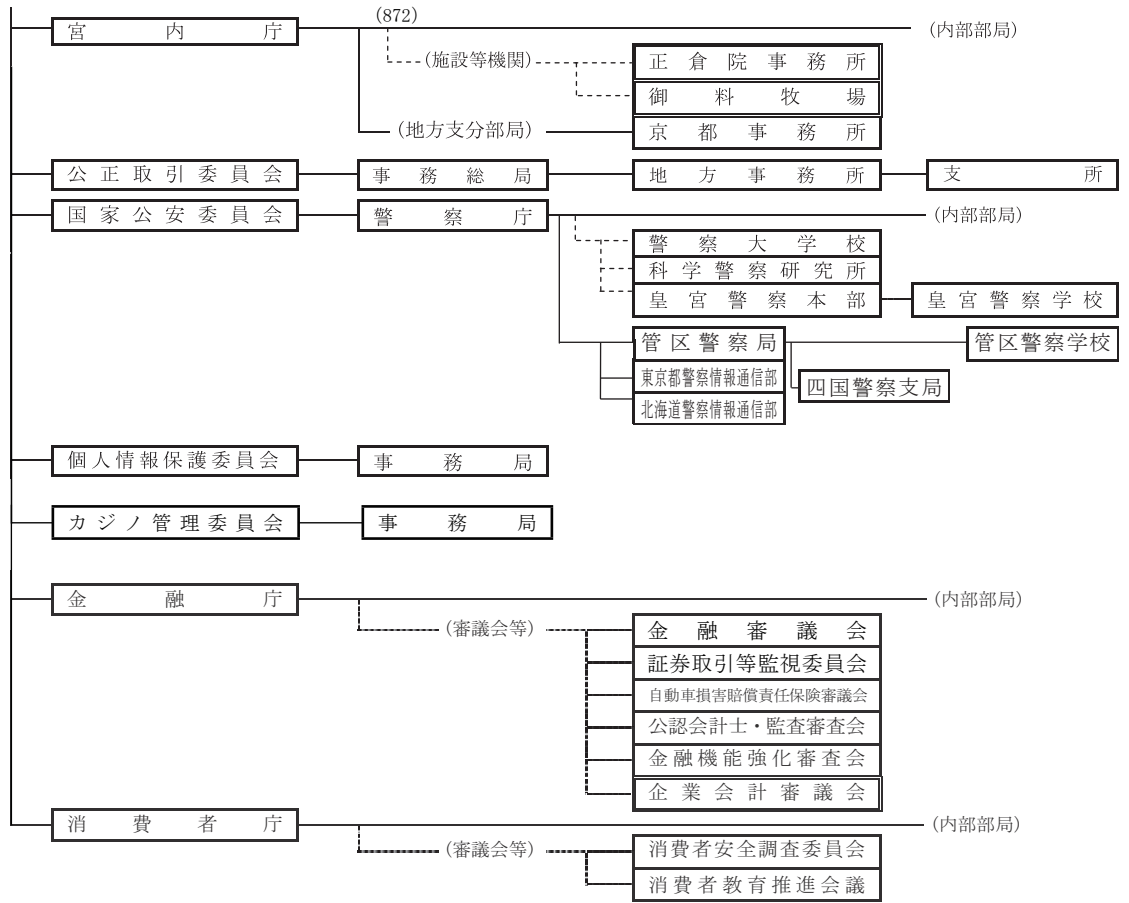 (872)
宮内庁
(内部部局)
(施設等機関)
正倉院事務所
御料牧場
(地方支分部局)
京都事務所
公正取引委員会
事務総局
地方事務所
支所
国家公安委員会
警察庁
(内部部局)
警察大学校
科学警察研究所
皇宮警察本部
皇宮警察学校
管区警察局
管区警察学校
東京都警察情報通信部
四国警察支局
北海道警察情報通信部
個人情報保護委員会
事務局
カジノ管理委員会
事務局
金融庁
(内部部局)
(審議会等)
金融審議会
証券取引等監視委員会
自動車損害賠償責任保険審議会
公認会計士・監査審査会
金融機能強化審査会
企業会計審議会
消費者庁
(内部部局)
(審議会等)
消費者安全調査委員会
消費者教育推進会議